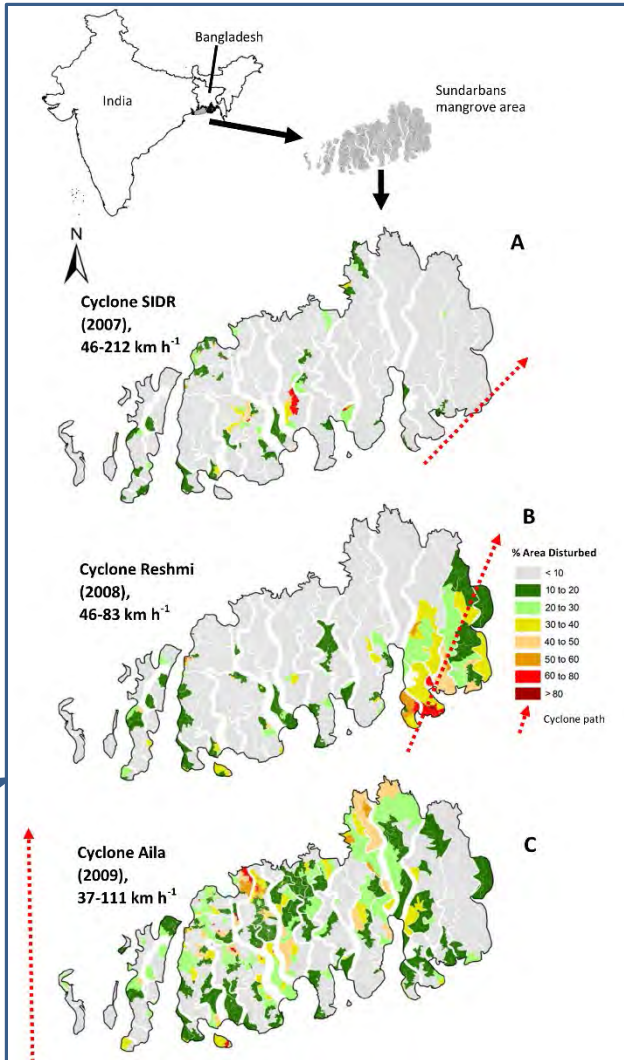 Bangladesh
India
Sundarbans
mangrove area
N
A
Cyclone SIDR
(2007),
46-212 km h⁻¹
B
Cyclone Reshmi
(2008),
46-83 km h⁻¹
% Area Disturbed
< 10
10 to 20
20 to 30
30 to 40
40 to 50
50 to 60
60 to 80
> 80
Cyclone path
C
Cyclone Aila
(2009),
37-111 km h⁻¹